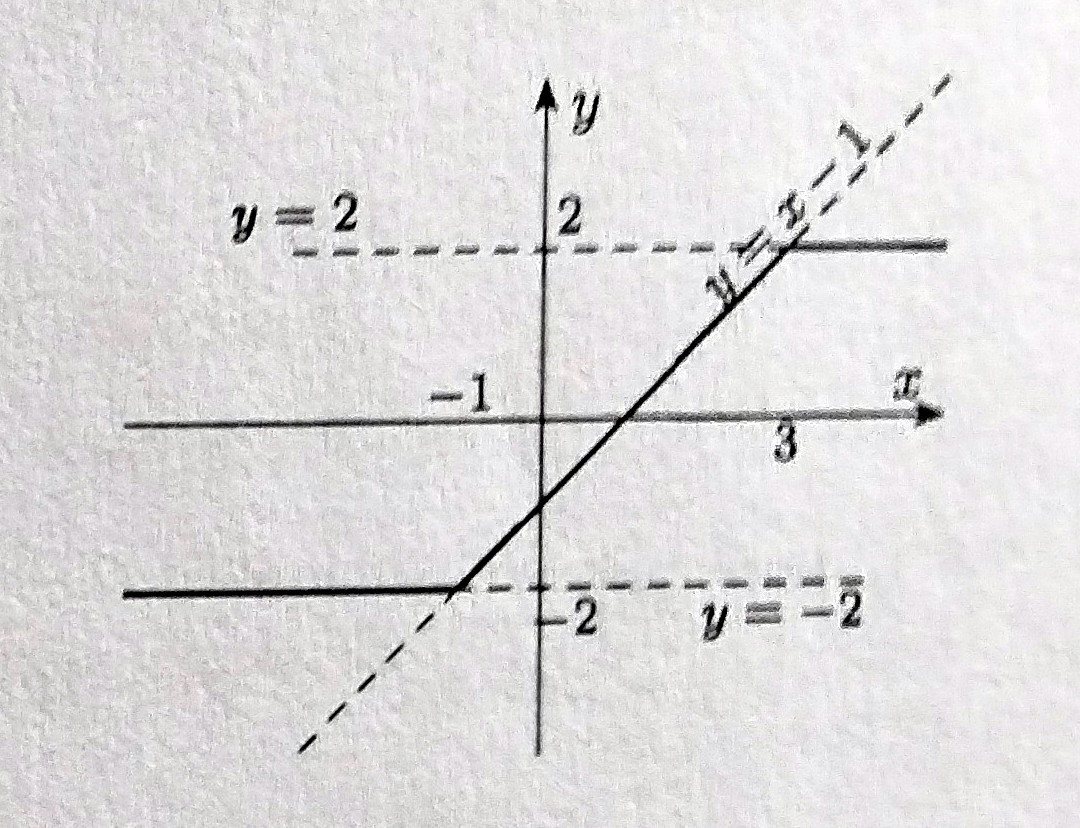 y
y = 2
2
y = x − 1
x
−1
3
−2
y = −2